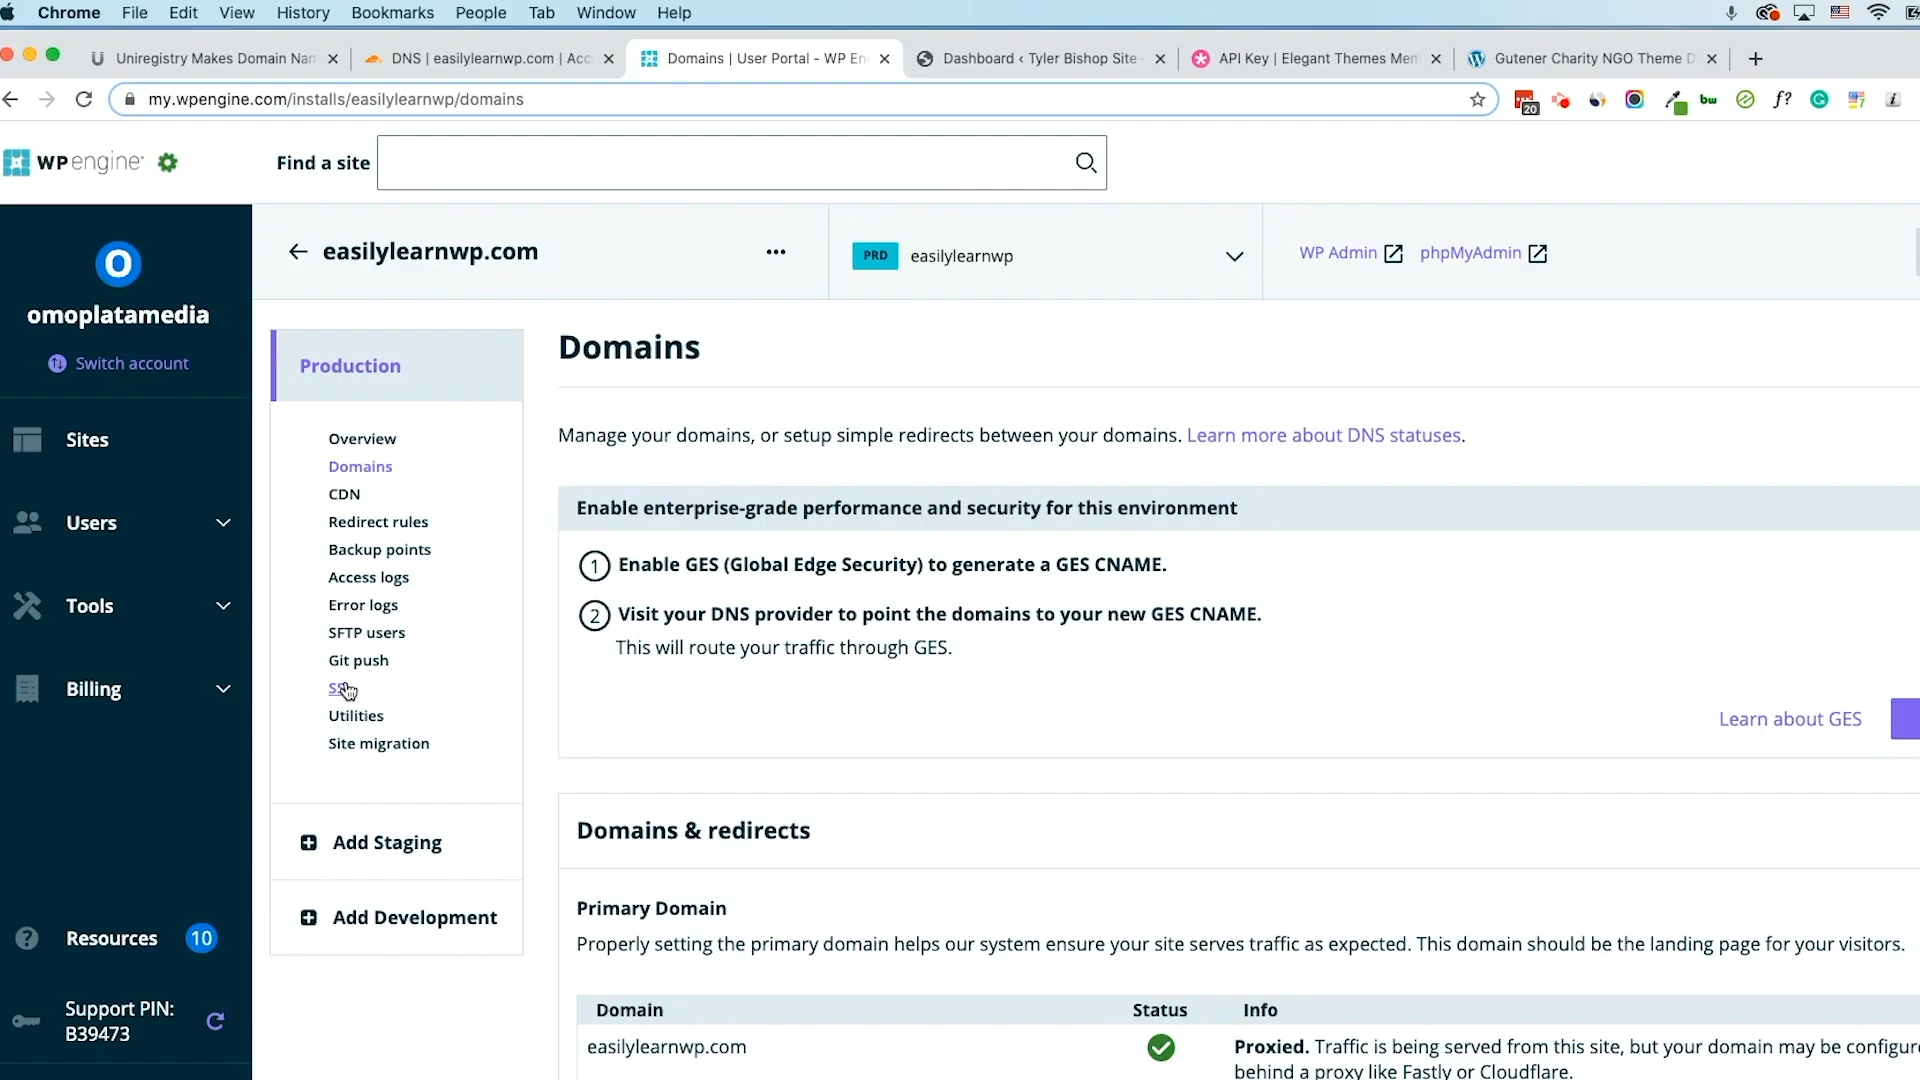 Chrome File Edit View History Bookmarks People Tab Window Help
Uniregistry Makes Domain Nan
DNS | easilylearnwp.com | Acc
Domains | User Portal - WP En
Dashboard ‹ Tyler Bishop Site
API Key | Elegant Themes Mem
Gutener Charity NGO Theme D
my.wpengine.com/installs/easilylearnwp/domains
20
bw
f?
WP engine
Find a site
O
omoplatamedia
Switch account
Sites
Users
Tools
Billing
Resources 10
Support PIN:
B39473
easilylearnwp.com
PRD easilylearnwp
WP Admin phpMyAdmin
Production
Overview
Domains
CDN
Redirect rules
Backup points
Access logs
Error logs
SFTP users
Git push
Utilities
Site migration
Add Staging
Add Development
Domains
Manage your domains, or setup simple redirects between your domains. Learn more about DNS statuses.
Enable enterprise-grade performance and security for this environment
1 Enable GES (Global Edge Security) to generate a GES CNAME.
2 Visit your DNS provider to point the domains to your new GES CNAME.
This will route your traffic through GES.
Learn about GES
Domains & redirects
Primary Domain
Properly setting the primary domain helps our system ensure your site serves traffic as expected. This domain should be the landing page for your visitors.
Domain Status Info
easilylearnwp.com
Proxied. Traffic is being served from this site, but your domain may be configure
behind a proxy like Fastly or Cloudflare.